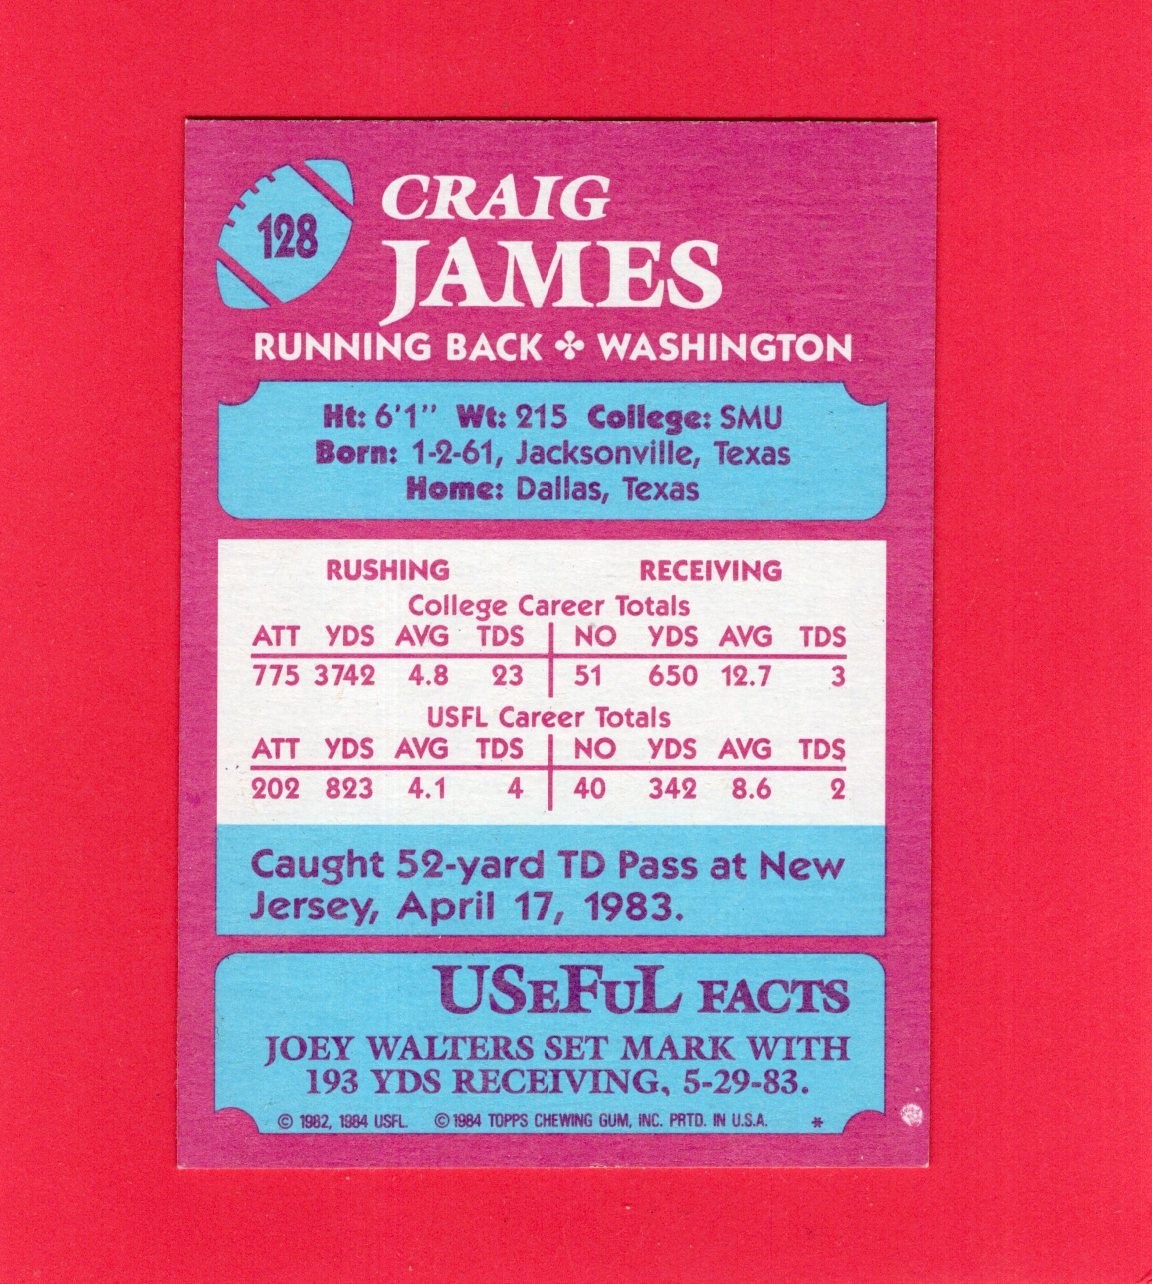 128
CRAIG
JAMES
RUNNING BACK ✣ WASHINGTON
Ht: 6'1" Wt: 215 College: SMU
Born: 1-2-61, Jacksonville, Texas
Home: Dallas, Texas
RUSHING RECEIVING
College Career Totals
ATT YDS AVG TDS NO YDS AVG TDS
775 3742 4.8 23 51 650 12.7 3
USFL Career Totals
ATT YDS AVG TDS NO YDS AVG TDS
202 823 4.1 4 40 342 8.6 2
Caught 52-yard TD Pass at New
Jersey, April 17, 1983.
USeFuL FACTS
JOEY WALTERS SET MARK WITH
193 YDS RECEIVING, 5-29-83.
© 1982, 1984 USFL © 1984 TOPPS CHEWING GUM, INC. PRTD. IN U.S.A. *